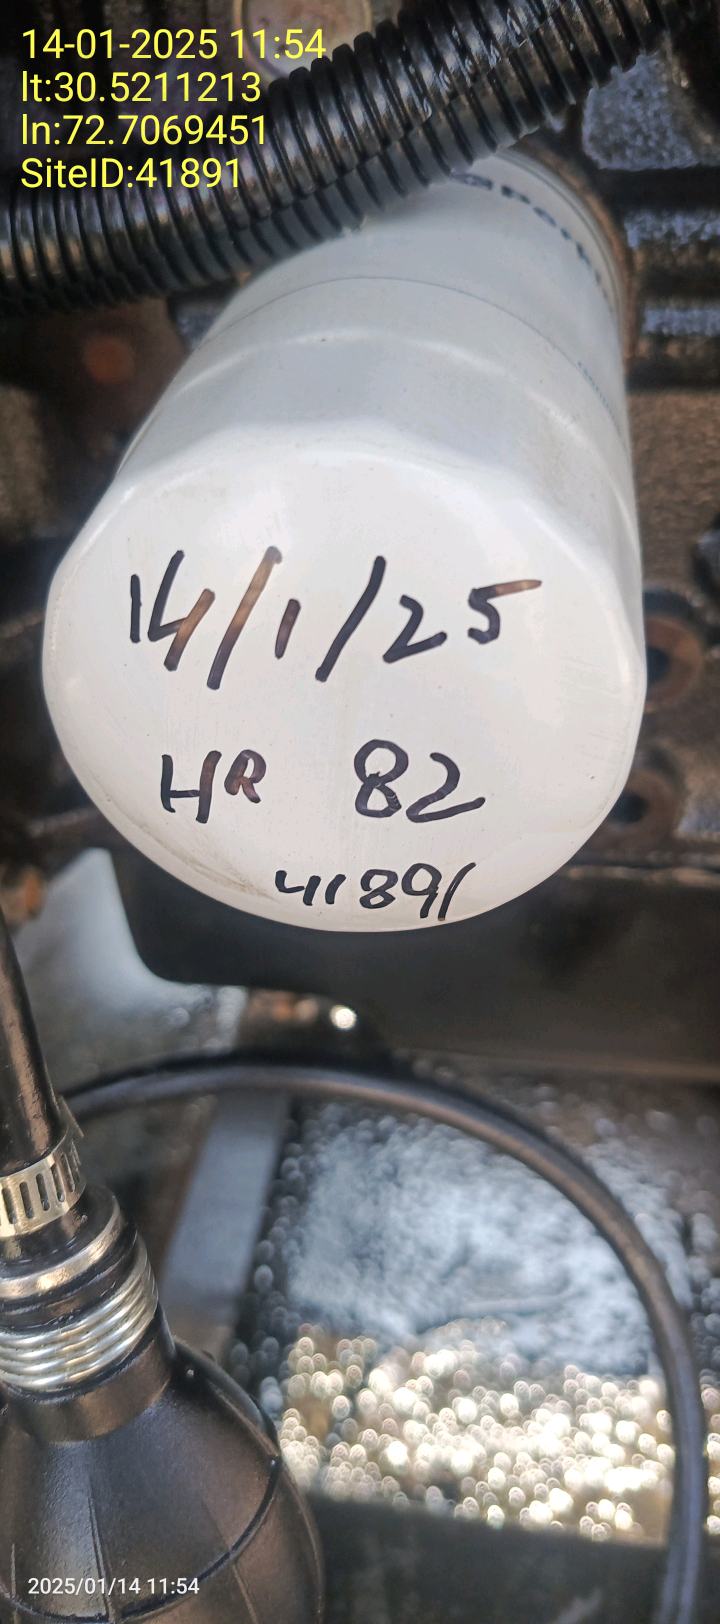 14-01-2025 11:54
lt:30.5211213
ln:72.7069451
SiteID:41891
14/1/25
HR 82
41891
2025/01/14 11:54